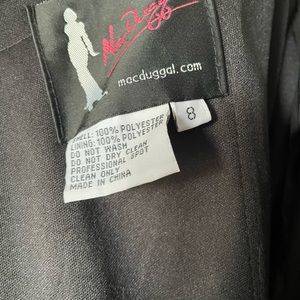 Mac Duggal
macduggal.com
8
SHELL: 100% POLYESTER
LINING: 100% POLYESTER
DO NOT WASH
DO NOT DRY CLEAN
PROFESSIONAL SPOT
CLEAN ONLY
MADE IN CHINA